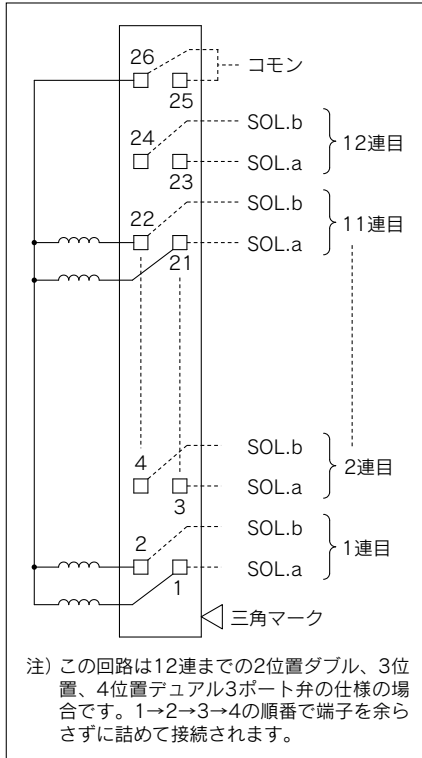 26
コモン
25
SOL.b
24
12連目
SOL.a
23
SOL.b
22
11連目
SOL.a
21
SOL.b
4
2連目
SOL.a
3
SOL.b
2
1連目
SOL.a
1
三角マーク
注）この回路は12連までの2位置ダブル、3位
置、4位置デュアル3ポート弁の仕様の場
合です。1→2→3→4の順番で端子を余ら
さずに詰めて接続されます。